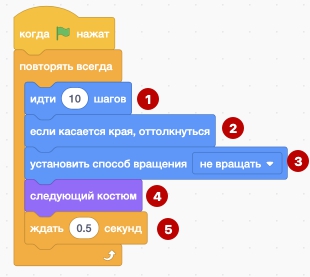 когда нажат
повторять всегда
идти 10 шагов 1
если касается края, оттолкнуться 2
установить способ вращения не вращать 3
следующий костюм 4
ждать 0.5 секунд 5